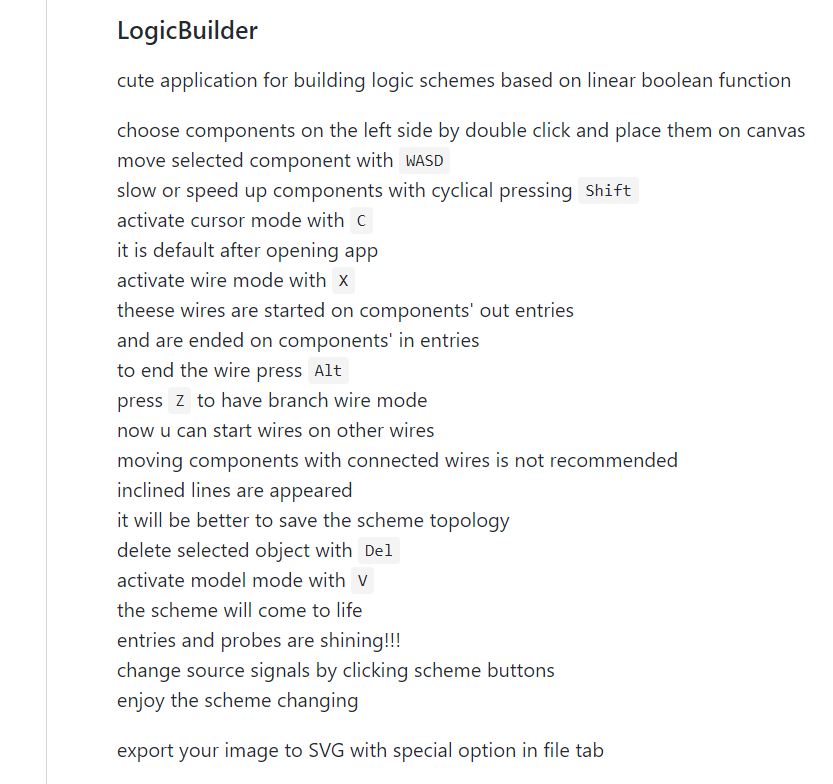 LogicBuilder
cute application for building logic schemes based on linear boolean function
choose components on the left side by double click and place them on canvas
move selected component with WASD
slow or speed up components with cyclical pressing Shift
activate cursor mode with C
it is default after opening app
activate wire mode with X
theese wires are started on components' out entries
and are ended on components' in entries
to end the wire press Alt
press Z to have branch wire mode
now u can start wires on other wires
moving components with connected wires is not recommended
inclined lines are appeared
it will be better to save the scheme topology
delete selected object with Del
activate model mode with V
the scheme will come to life
entries and probes are shining!!!
change source signals by clicking scheme buttons
enjoy the scheme changing
export your image to SVG with special option in file tab